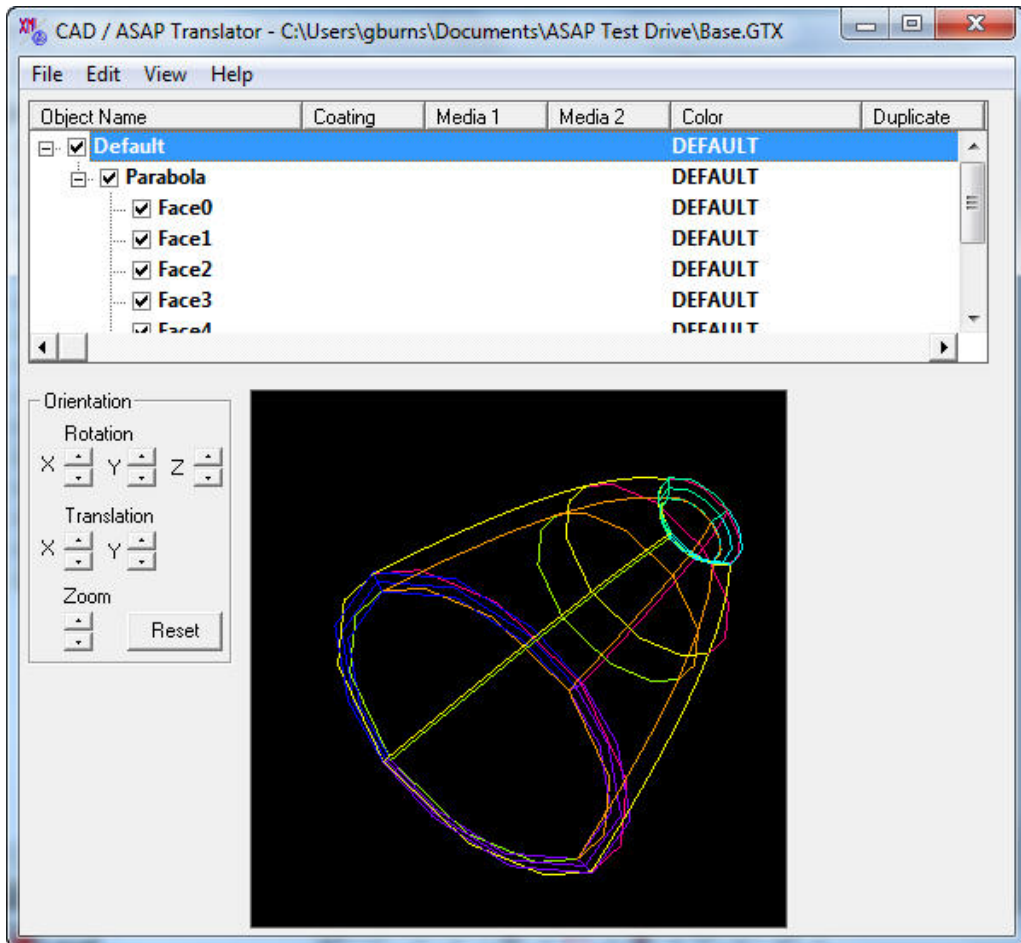 CAD / ASAP Translator - C:\Users\gburns\Documents\ASAP Test Drive\Base.GTX
File Edit View Help
Object Name Coating Media 1 Media 2 Color Duplicate
Default DEFAULT
Parabola DEFAULT
Face0 DEFAULT
Face1 DEFAULT
Face2 DEFAULT
Face3 DEFAULT
Face4 DEFAULT
Orientation
Rotation
X Y Z
Translation
X Y
Zoom
Reset